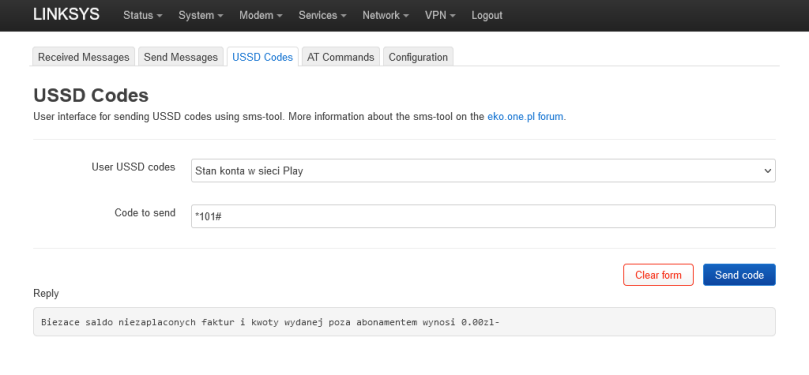 LINKSYS Status System Modem Services Network VPN Logout
Received Messages Send Messages USSD Codes AT Commands Configuration
USSD Codes
User interface for sending USSD codes using sms-tool. More information about the sms-tool on the eko.one.pl forum.
User USSD codes Stan konta w sieci Play
Code to send *101#
Clear form Send code
Reply
Biezace saldo niezaplaconych faktur i kwoty wydanej poza abonamentem wynosi 0.00zl-